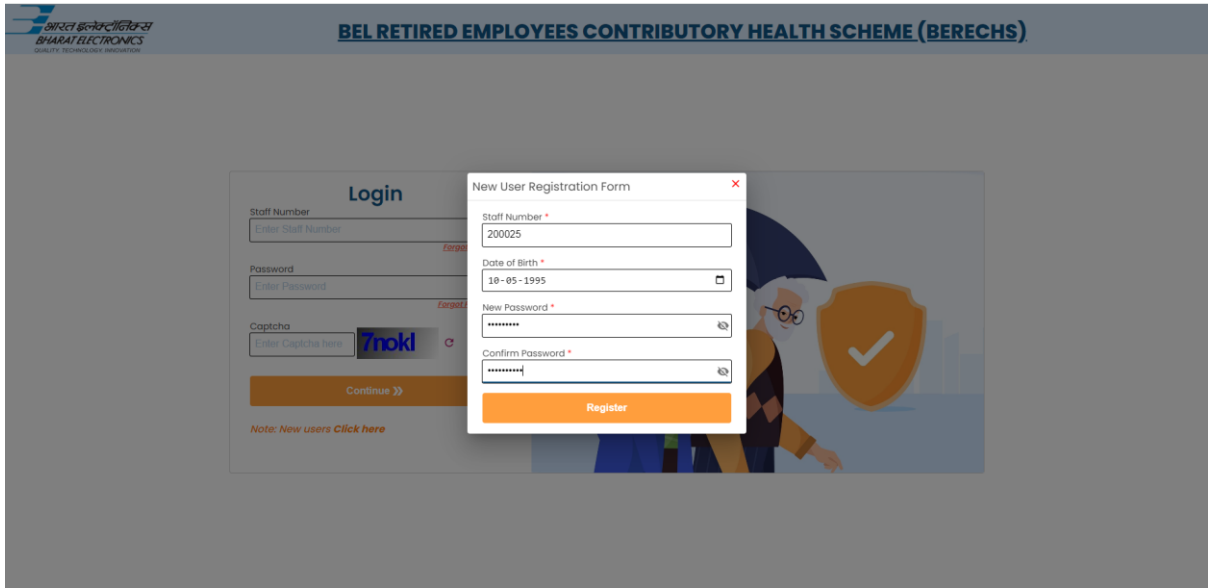 भारत इलेक्ट्रॉनिक्स
BHARAT ELECTRONICS
QUALITY. TECHNOLOGY. INNOVATION
BEL RETIRED EMPLOYEES CONTRIBUTORY HEALTH SCHEME (BERECHS)
Login
Staff Number
Enter Staff Number
Password
Enter Password
Captcha
Enter Captcha here
7nokl
Continue
Note: New users Click here
New User Registration Form
Staff Number *
200025
Date of Birth *
10-05-1995
New Password *
•••••••••
Confirm Password *
••••••••••
Register